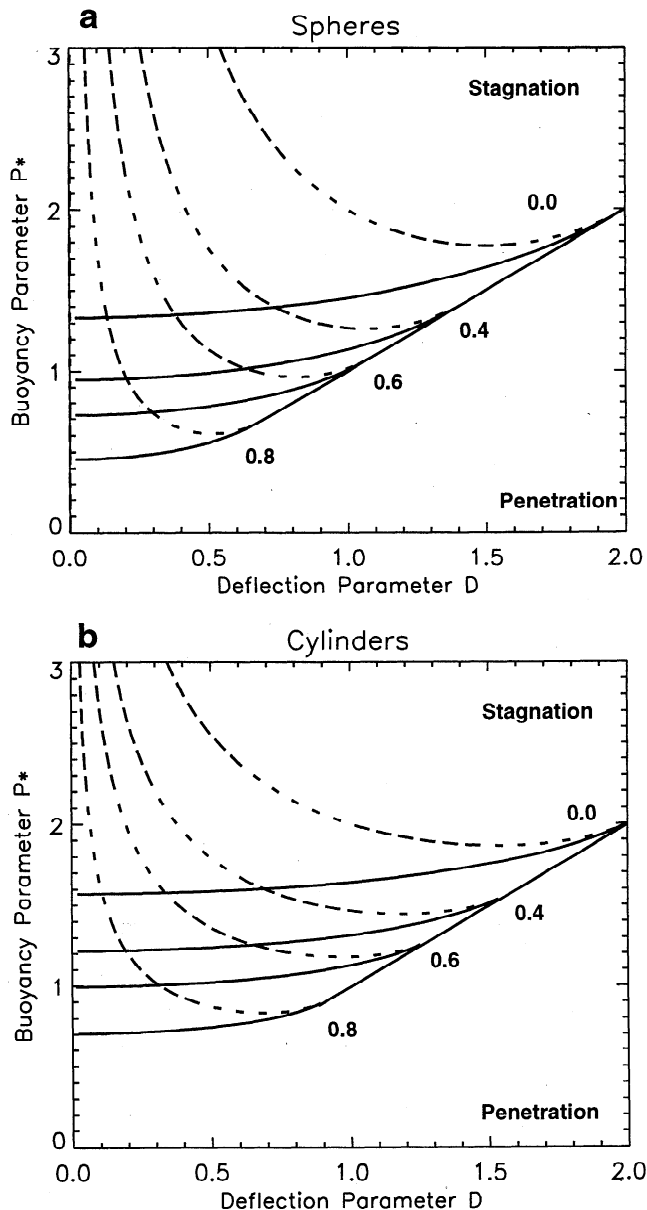 a
Spheres
3
Stagnation
0.0
2
0.4
0.6
1
0.8
Penetration
0
Buoyancy Parameter P*
0.0 0.5 1.0 1.5 2.0
Deflection Parameter D
b
Cylinders
3
Stagnation
0.0
2
0.4
0.6
1
0.8
Penetration
0
Buoyancy Parameter P*
0.0 0.5 1.0 1.5 2.0
Deflection Parameter D